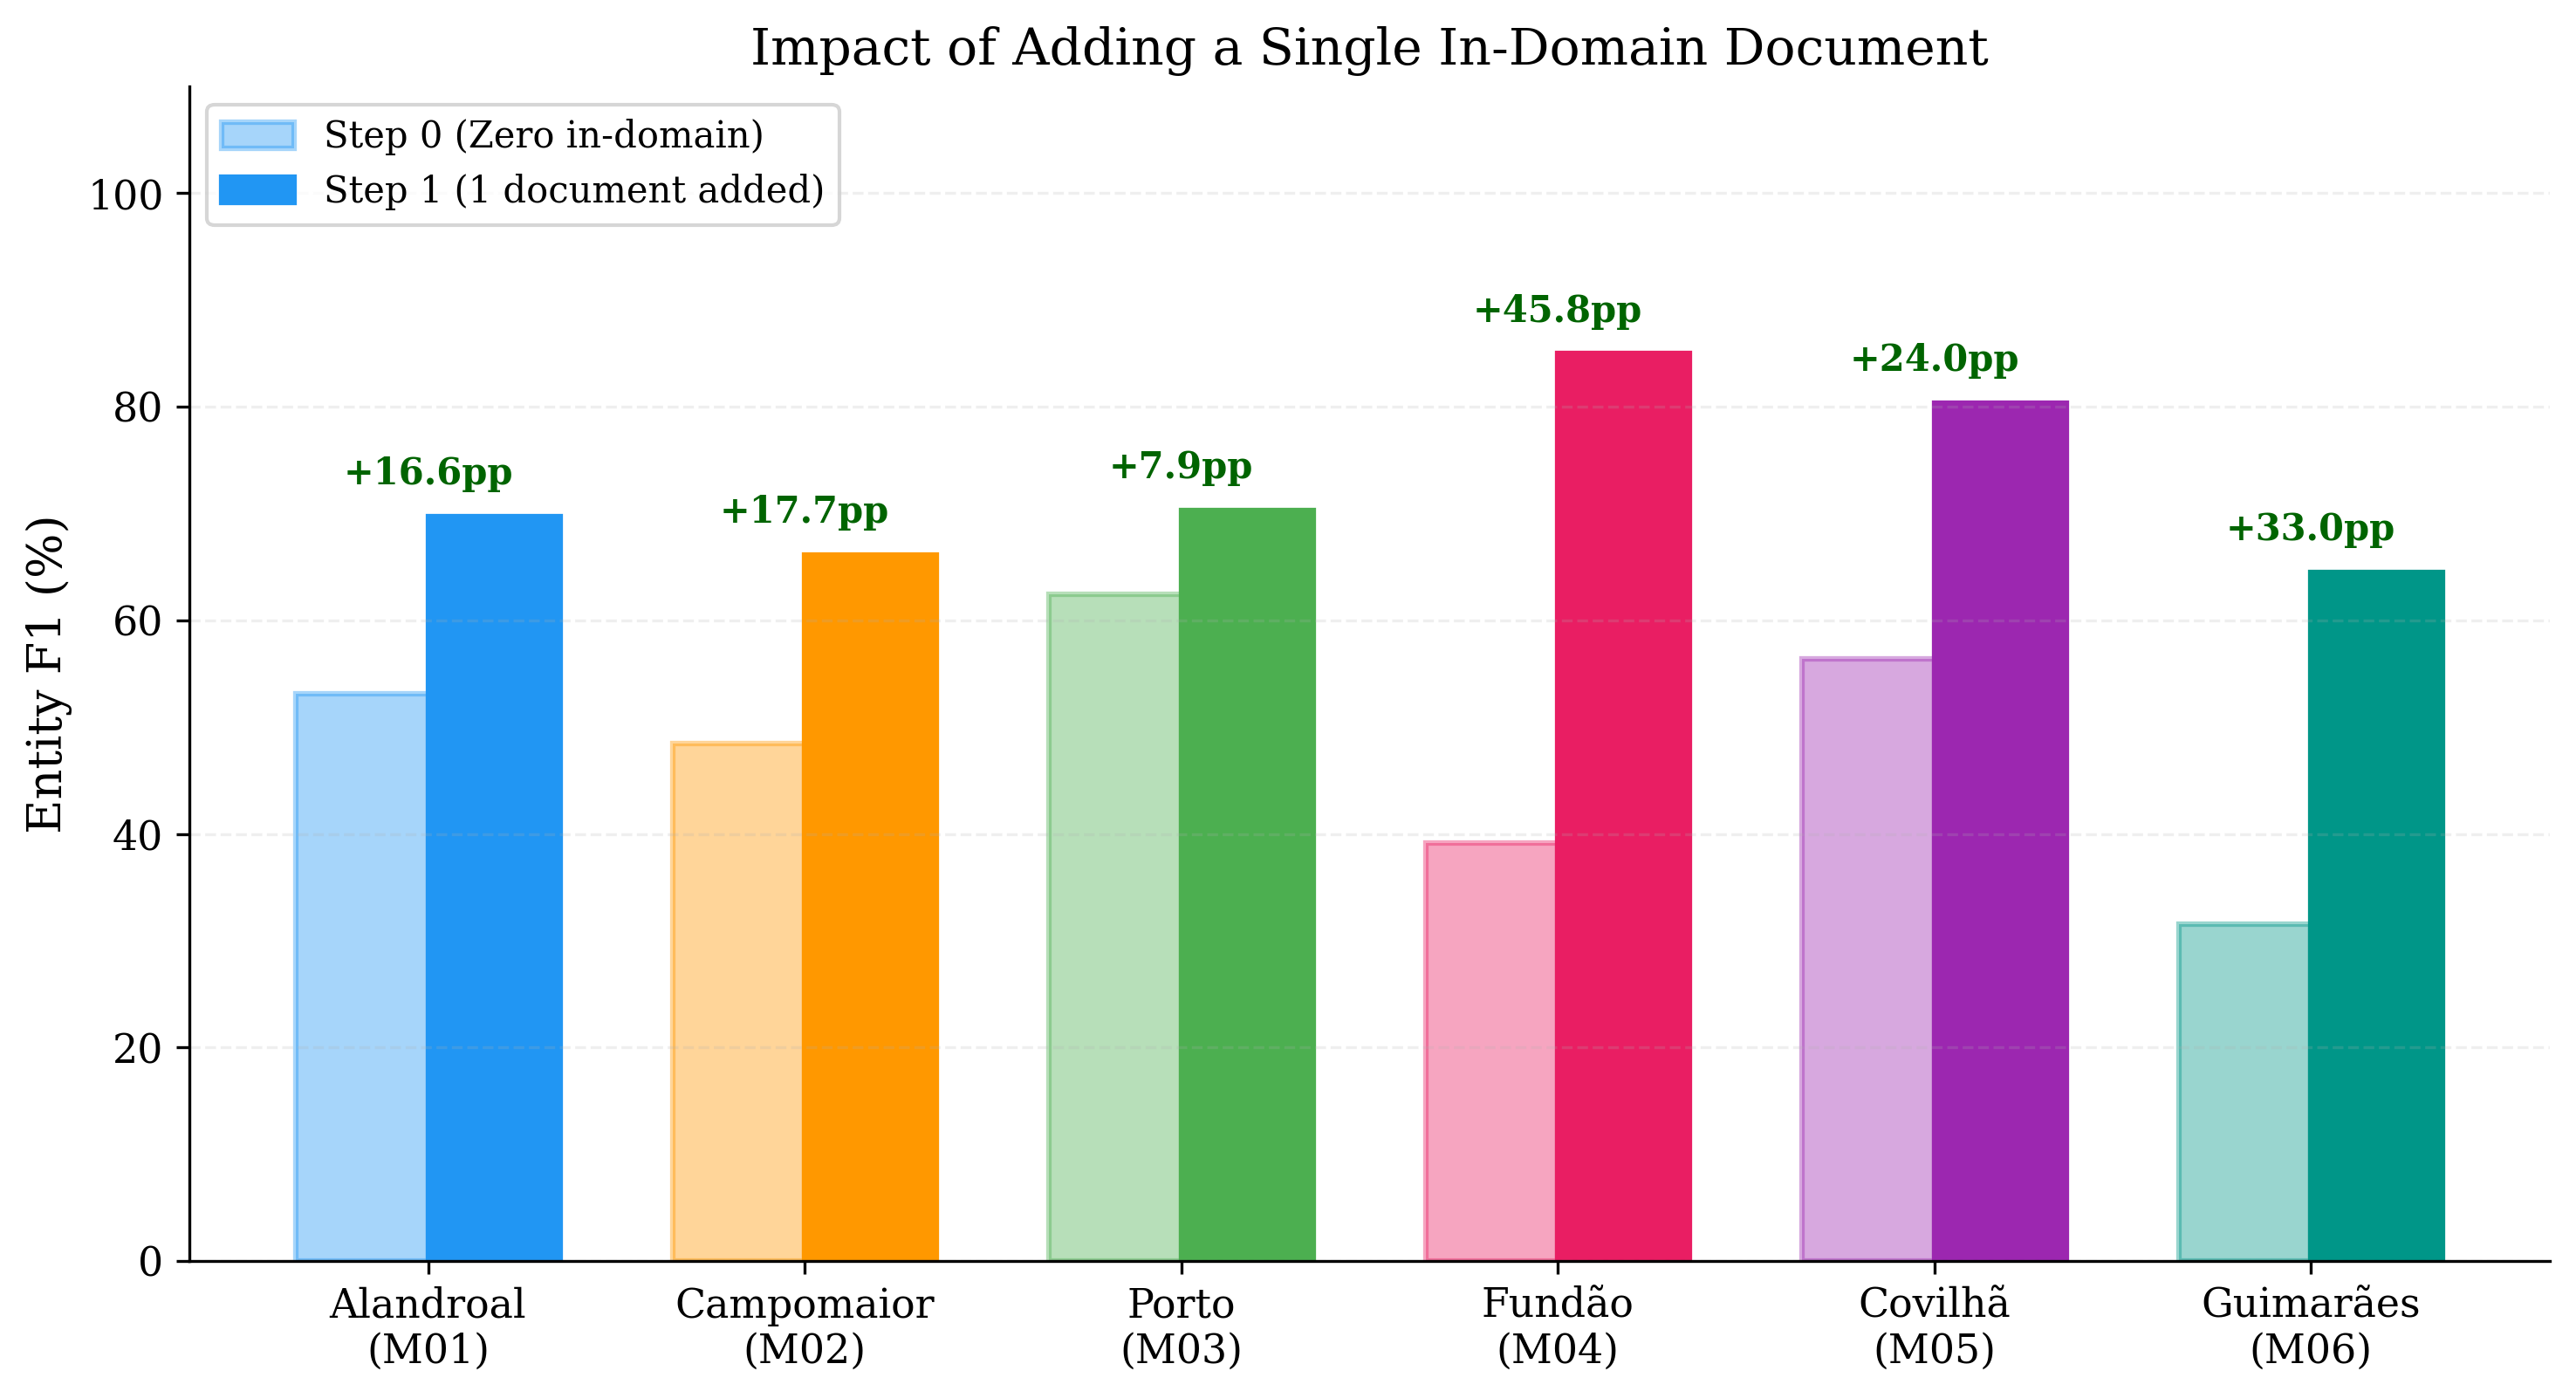 Impact of Adding a Single In-Domain Document
Step 0 (Zero in-domain)
Step 1 (1 document added)
Entity F1 (%)
100
80
60
40
20
0
+16.6pp
+17.7pp
+7.9pp
+45.8pp
+24.0pp
+33.0pp
Alandroal
(M01)
Campomaior
(M02)
Porto
(M03)
Fundão
(M04)
Covilhã
(M05)
Guimarães
(M06)